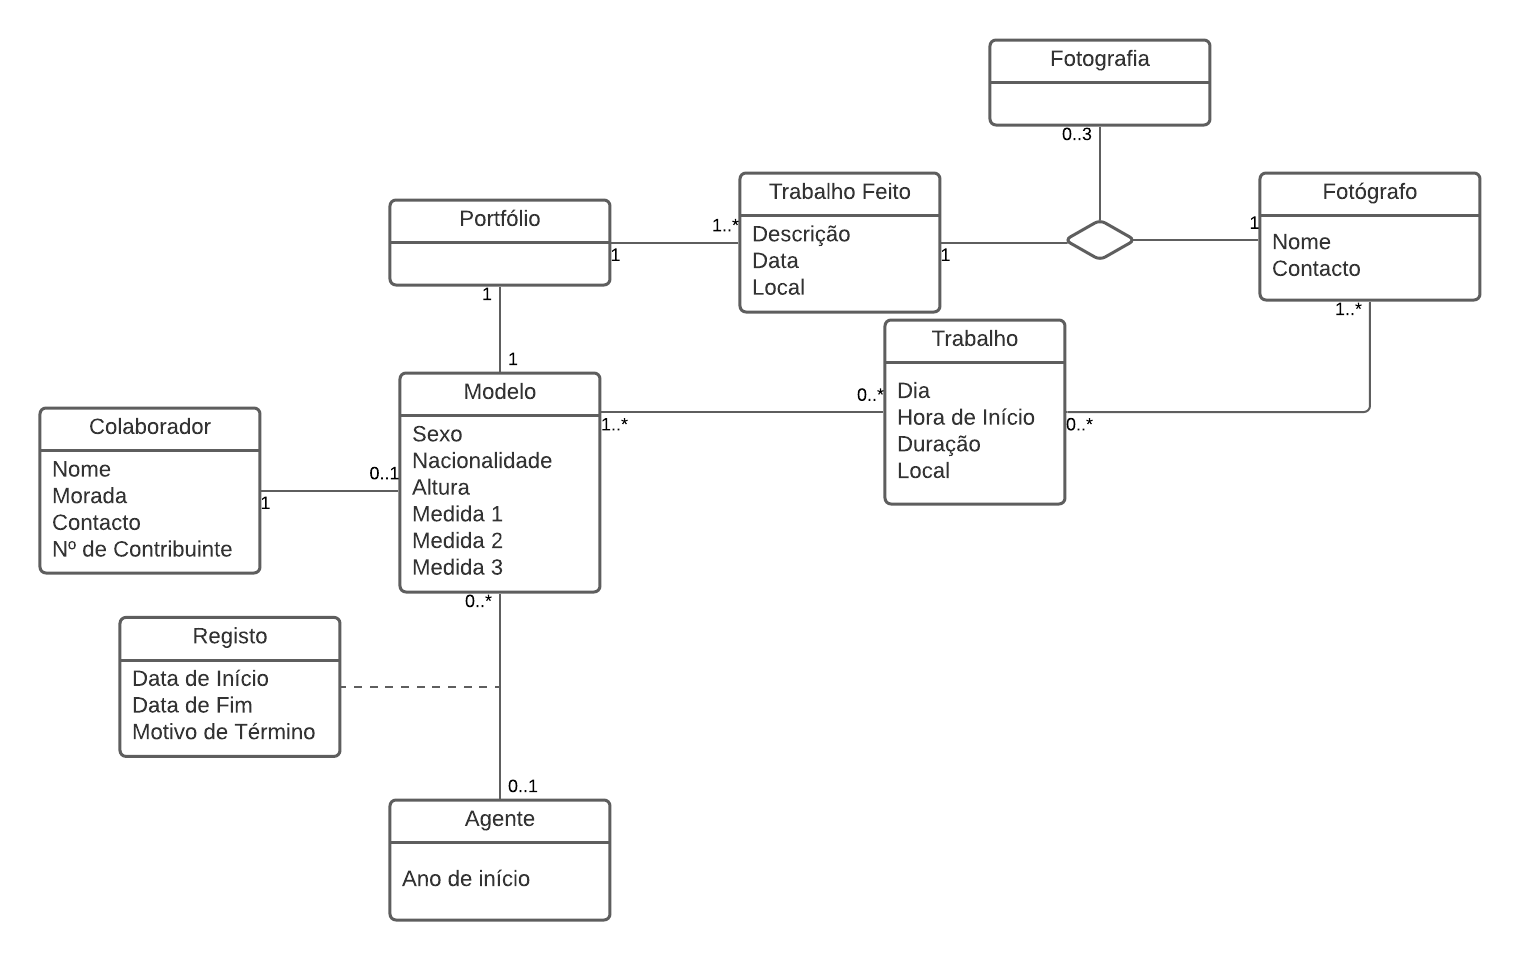 Fotografia
0..3
Trabalho Feito
Descrição
Data
Local
Fotógrafo
Nome
Contacto
Portfólio
1..*
1
1
1
1
1..*
1
1
Trabalho
Dia
Hora de Início
Duração
Local
Modelo
Sexo
Nacionalidade
Altura
Medida 1
Medida 2
Medida 3
0..*
1..*
0..*
Colaborador
Nome
Morada
Contacto
Nº de Contribuinte
0..1
1
0..*
Registo
Data de Início
Data de Fim
Motivo de Término
0..1
Agente
Ano de início